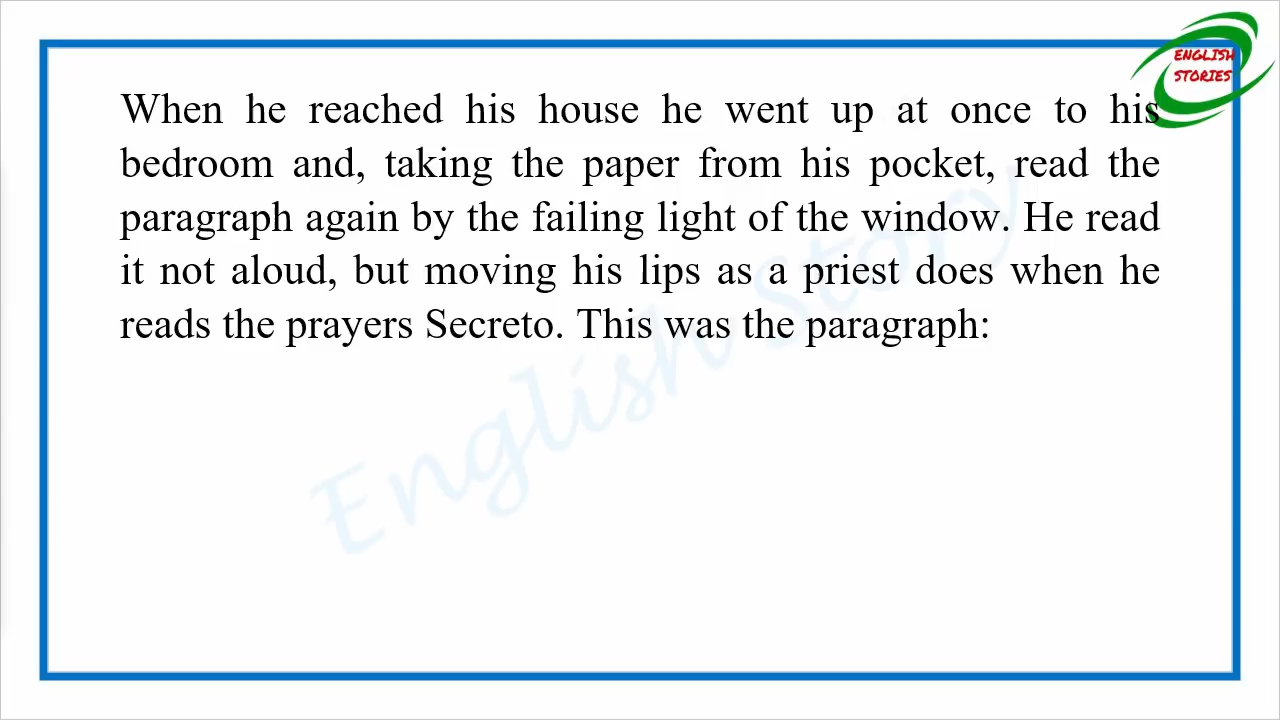 ENGLISH
STORIES
When he reached his house he went up at once to his
bedroom and, taking the paper from his pocket, read the
paragraph again by the failing light of the window. He read
it not aloud, but moving his lips as a priest does when he
reads the prayers Secreto. This was the paragraph:
English Story